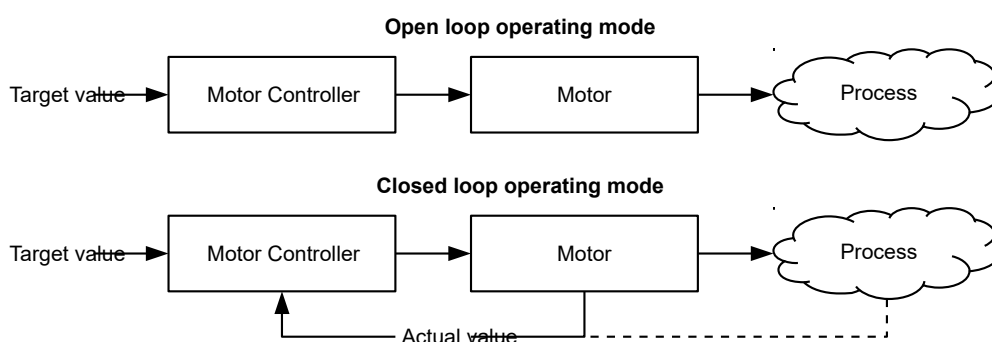 Open loop operating mode
Target value
Motor Controller
Motor
Process
Closed loop operating mode
Target value
Motor Controller
Motor
Process
Actual value